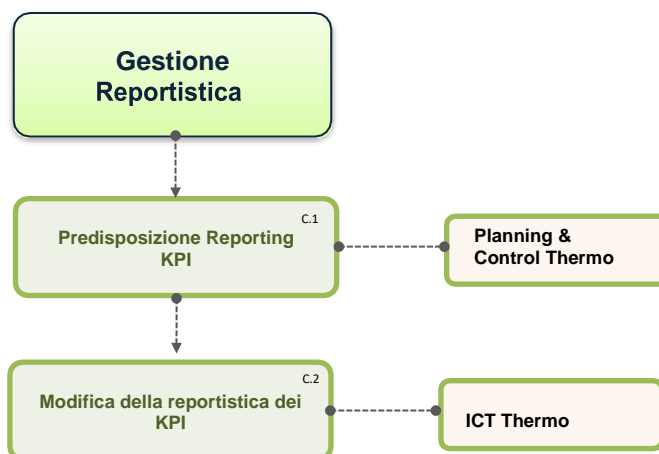 Gestione
Reportistica
C.1
Predisposizione Reporting
KPI
Planning &
Control Thermo
C.2
Modifica della reportistica dei
KPI
ICT Thermo